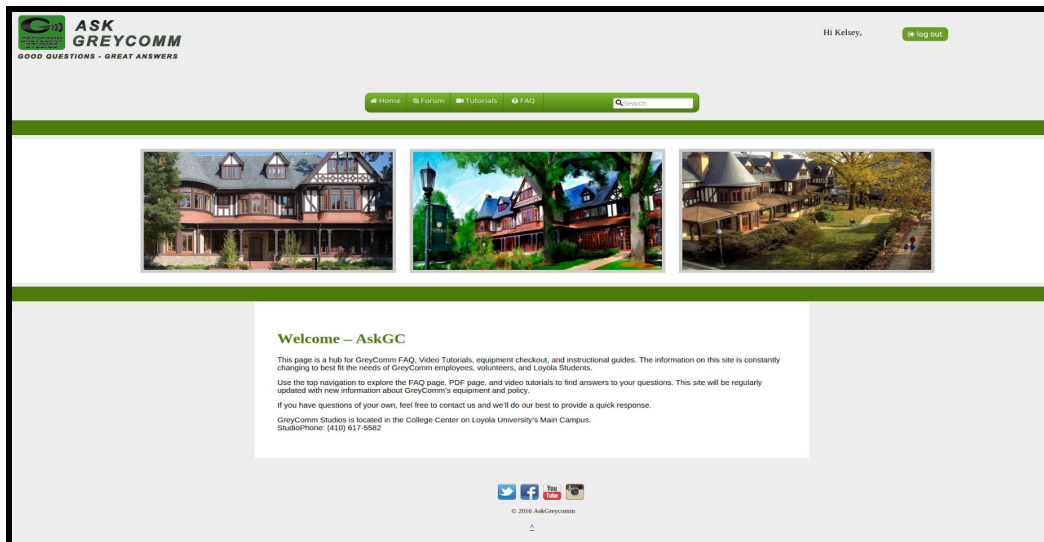 ASK
GREYCOMM
GREYCOMM
STUDIOS
GOOD QUESTIONS - GREAT ANSWERS
Hi Kelsey,
log out
Home
Forum
Tutorials
FAQ
Search
Welcome – AskGC
This page is a hub for GreyComm FAQ, Video Tutorials, equipment checkout, and instructional guides. The information on this site is constantly
changing to best fit the needs of GreyComm employees, volunteers, and Loyola Students.
Use the top navigation to explore the FAQ page, PDF page, and video tutorials to find answers to your questions. This site will be regularly
updated with new information about GreyComm's equipment and policy.
If you have questions of your own, feel free to contact us and we'll do our best to provide a quick response.
GreyComm Studios is located in the College Center on Loyola University's Main Campus.
StudioPhone: (410) 617-5582
You
Tube
© 2016 AskGreycomm
^